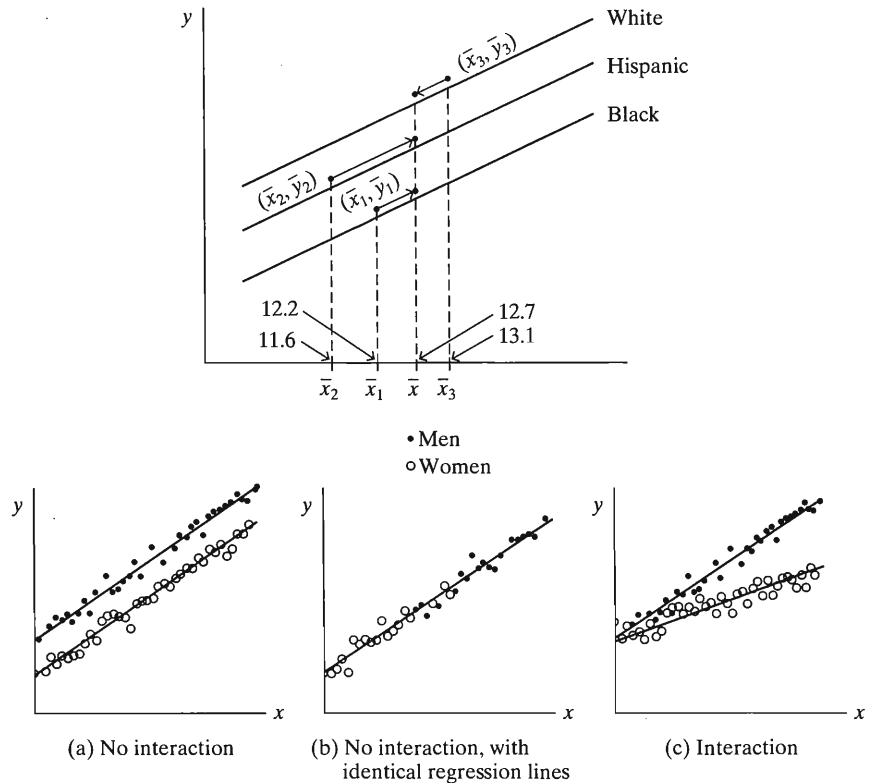 y
White
(x̄₃, ȳ₃)
Hispanic
Black
(x̄₂, ȳ₂)
(x̄₁, ȳ₁)
12.2
12.7
11.6
13.1
x̄₂ x̄₁ x̄ x̄₃
• Men
○ Women
y
x
(a) No interaction
y
x
(b) No interaction, with
identical regression lines
y
x
(c) Interaction